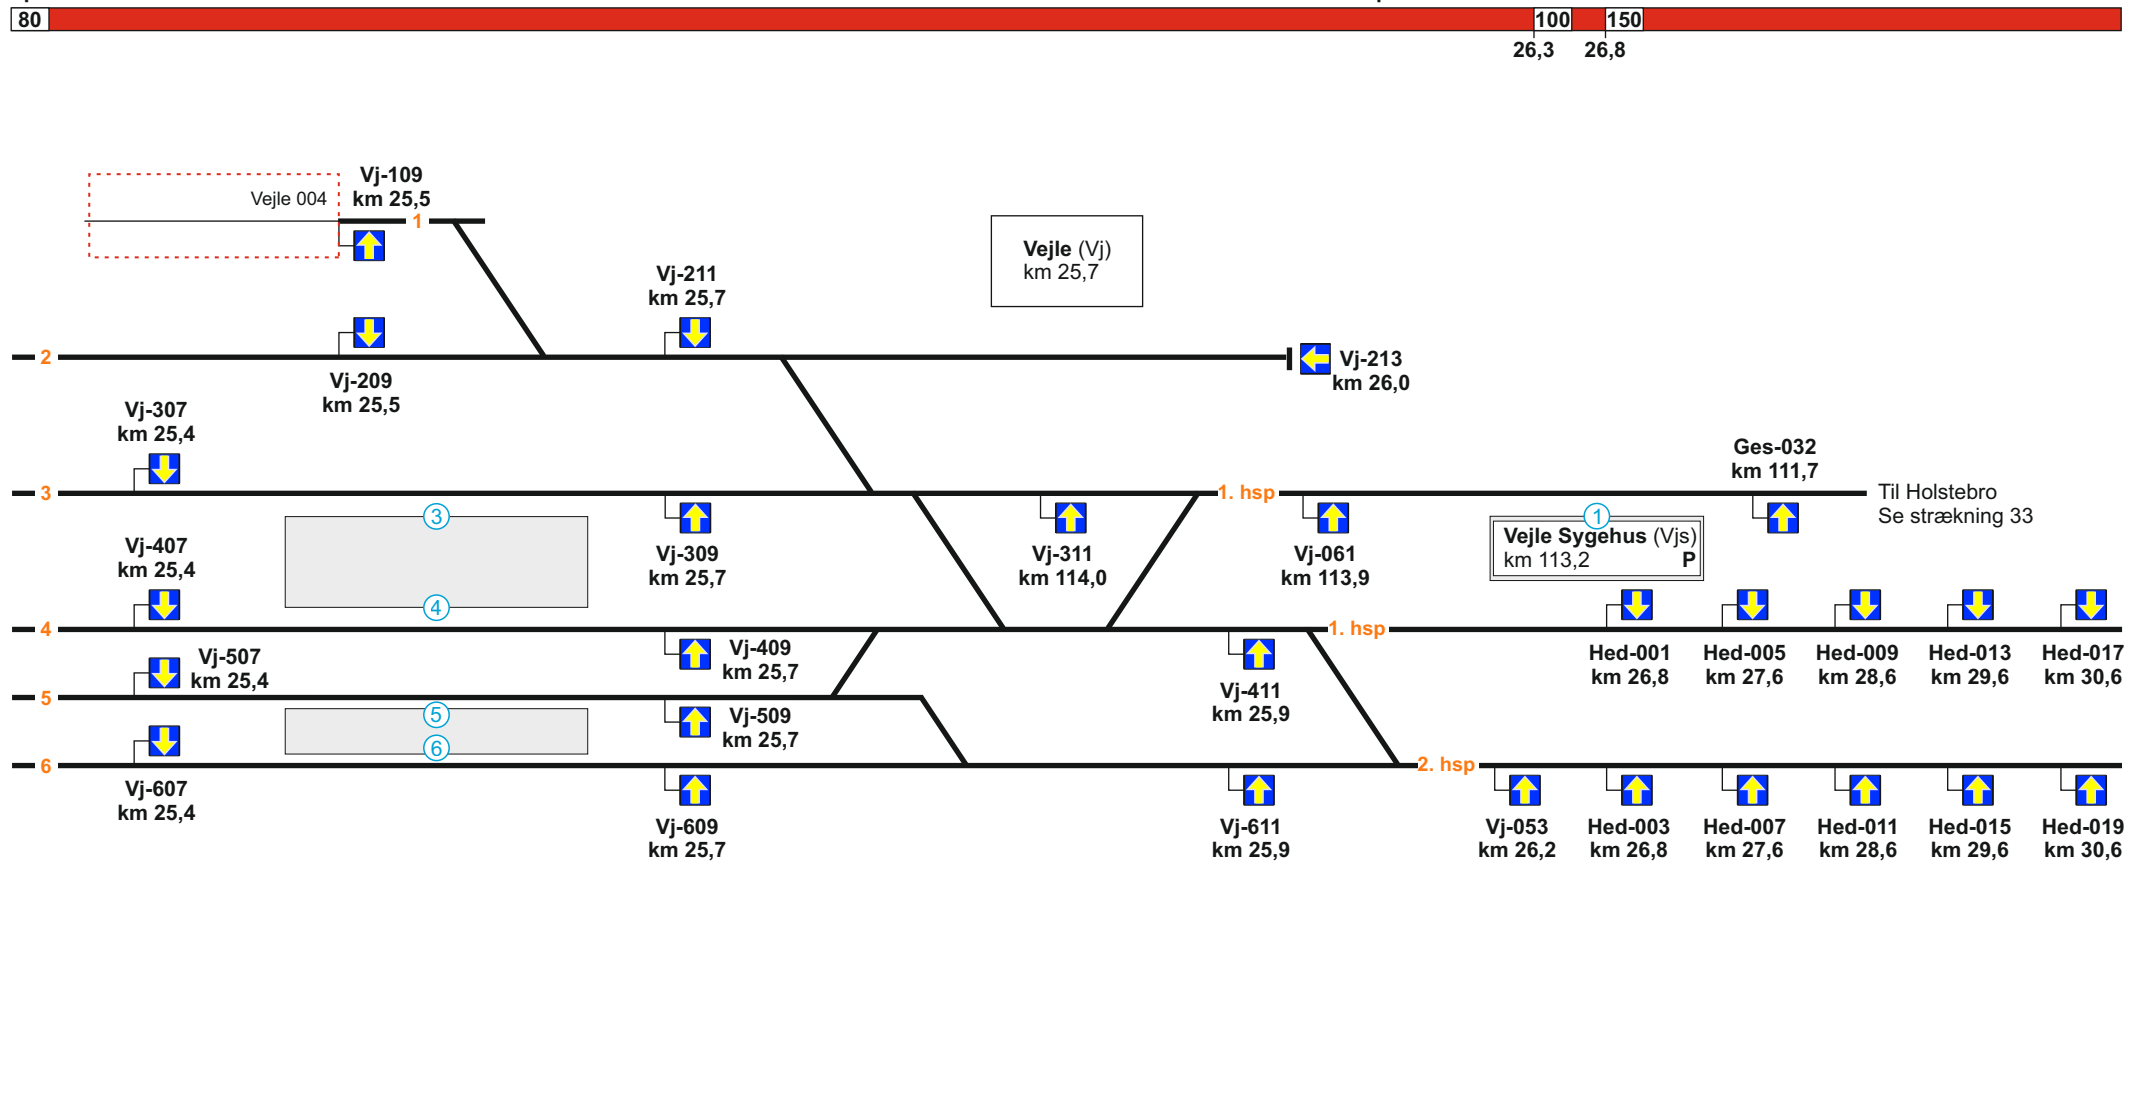 80
100
150
26,3
26,8
Vj-109
km 25,5
Vejle 004
1
Vejle (Vj)
km 25,7
Vj-211
km 25,7
2
Vj-213
km 26,0
Vj-209
km 25,5
Vj-307
km 25,4
Ges-032
km 111,7
3
1. hsp
Til Holstebro
Se strækning 33
3
1
Vejle Sygehus (Vjs)
km 113,2 P
Vj-407
km 25,4
Vj-309
km 25,7
Vj-311
km 114,0
Vj-061
km 113,9
4
4
1. hsp
Vj-507
km 25,4
Vj-409
km 25,7
Hed-001
km 26,8
Hed-005
km 27,6
Hed-009
km 28,6
Hed-013
km 29,6
Hed-017
km 30,6
Vj-411
km 25,9
5
5
Vj-509
km 25,7
6
6
2. hsp
Vj-607
km 25,4
Vj-609
km 25,7
Vj-611
km 25,9
Vj-053
km 26,2
Hed-003
km 26,8
Hed-007
km 27,6
Hed-011
km 28,6
Hed-015
km 29,6
Hed-019
km 30,6